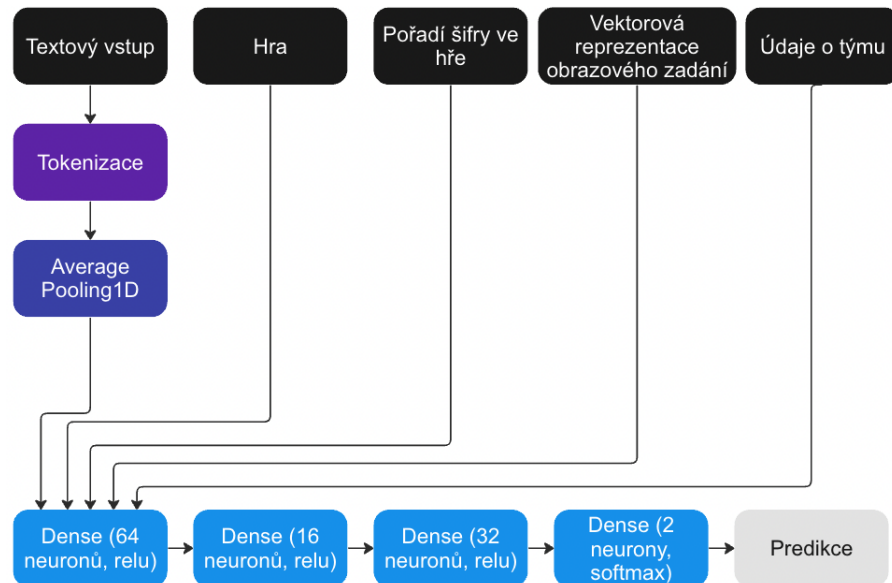 Textový vstup
Hra
Pořadí šifry ve
hře
Vektorová
reprezentace
obrazového zadání
Údaje o týmu
Tokenizace
Average
Pooling1D
Dense (64
neuronů, relu)
Dense (16
neuronů, relu)
Dense (32
neuronů, relu)
Dense (2
neurony,
softmax)
Predikce